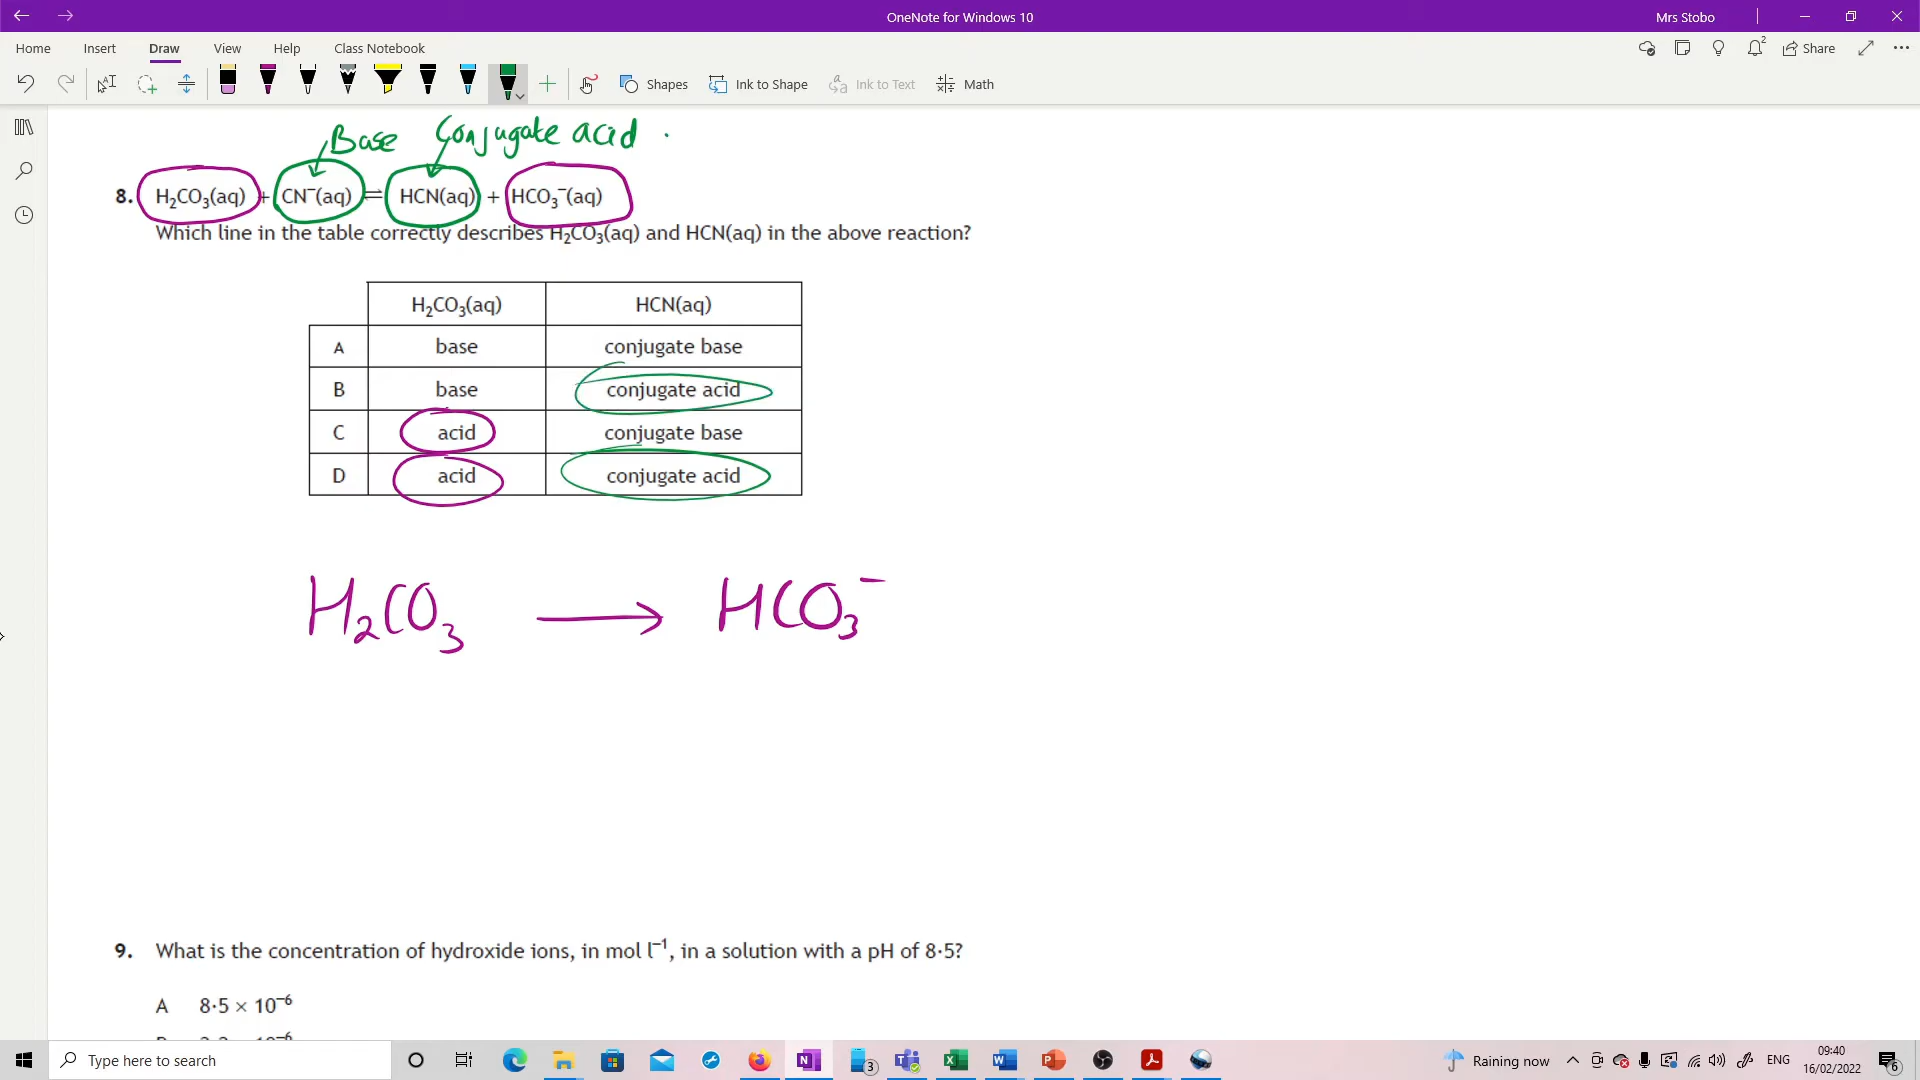 OneNote for Windows 10
Mrs Stobo
Home Insert Draw View Help Class Notebook
2
Share
Shapes Ink to Shape Ink to Text Math
Base Conjugate acid
8. H₂CO₃(aq) + CN⁻(aq) ⇌ HCN(aq) + HCO₃⁻(aq)
Which line in the table correctly describes H₂CO₃(aq) and HCN(aq) in the above reaction?
H₂CO₃(aq) HCN(aq)
A base conjugate base
B base conjugate acid
C acid conjugate base
D acid conjugate acid
H₂CO₃ → HCO₃⁻
9. What is the concentration of hydroxide ions, in mol l⁻¹, in a solution with a pH of 8·5?
A 8·5 × 10⁻⁶
Type here to search
3
Raining now
ENG
09:40
16/02/2022
6